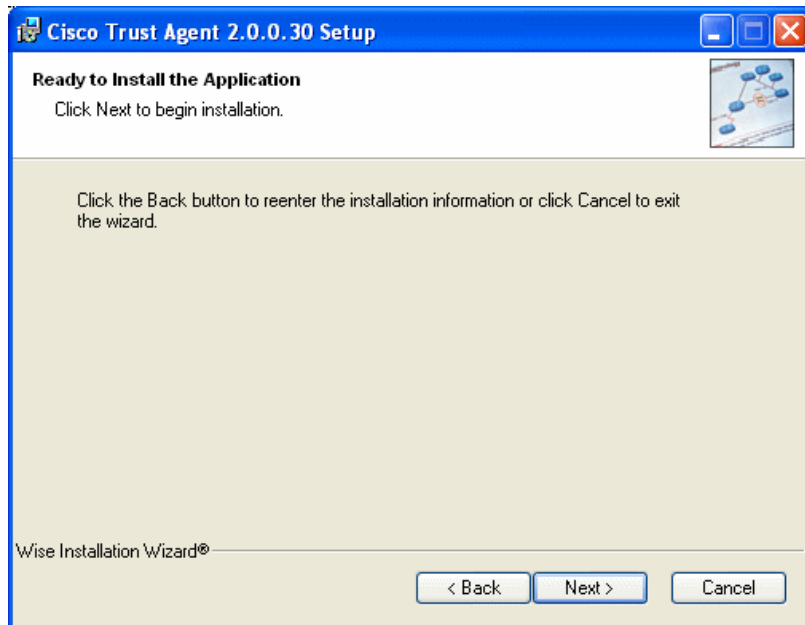 Cisco Trust Agent 2.0.0.30 Setup
Ready to Install the Application
Click Next to begin installation.
Click the Back button to reenter the installation information or click Cancel to exit
the wizard.
Wise Installation Wizard®
< Back
Next >
Cancel